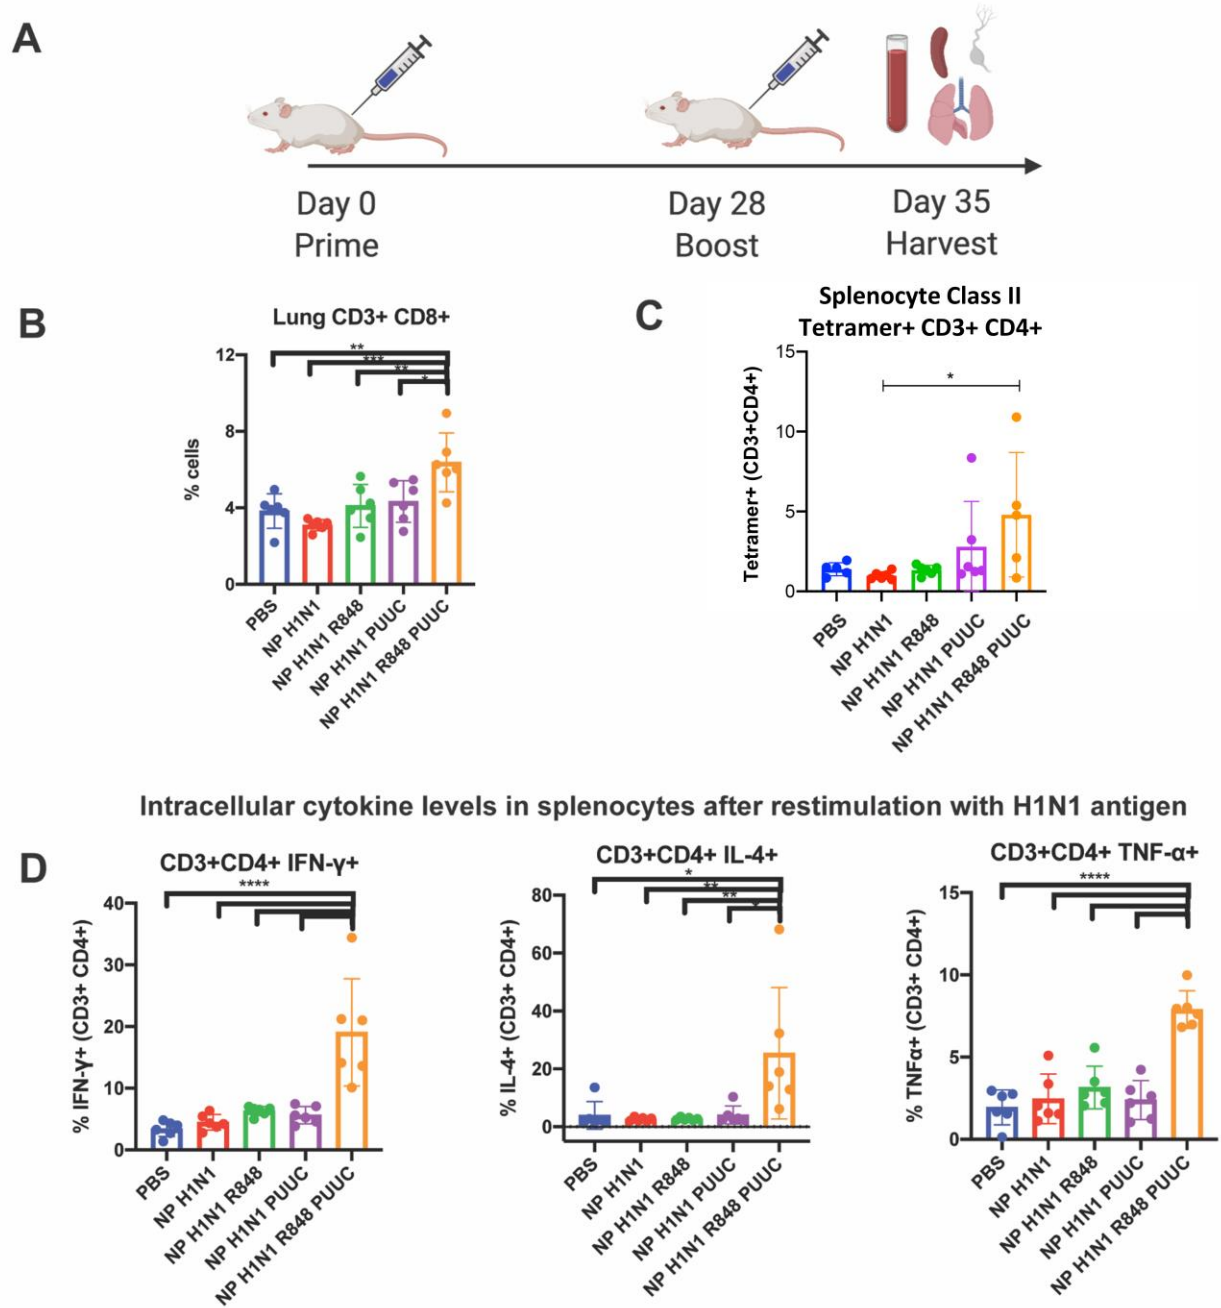 A
Day 0
Prime
Day 28
Boost
Day 35
Harvest
B
Lung CD3+ CD8+
**
***
**
*
12
8
4
0
% cells
PBS
NP H1N1
NP H1N1 R848
NP H1N1 PUUC
NP H1N1 R848 PUUC
C
Splenocyte Class II
Tetramer+ CD3+ CD4+
*
15
10
5
0
Tetramer+ (CD3+CD4+)
PBS
NP H1N1
NP H1N1 R848
NP H1N1 PUUC
NP H1N1 R848 PUUC
Intracellular cytokine levels in splenocytes after restimulation with H1N1 antigen
D
CD3+CD4+ IFN-γ+
****
40
30
20
10
0
% IFN-γ+ (CD3+ CD4+)
PBS
NP H1N1
NP H1N1 R848
NP H1N1 PUUC
NP H1N1 R848 PUUC
CD3+CD4+ IL-4+
*
**
**
*
80
60
40
20
0
% IL-4+ (CD3+ CD4+)
PBS
NP H1N1
NP H1N1 R848
NP H1N1 PUUC
NP H1N1 R848 PUUC
CD3+CD4+ TNF-α+
****
15
10
5
0
% TNFα+ (CD3+ CD4+)
PBS
NP H1N1
NP H1N1 R848
NP H1N1 PUUC
NP H1N1 R848 PUUC